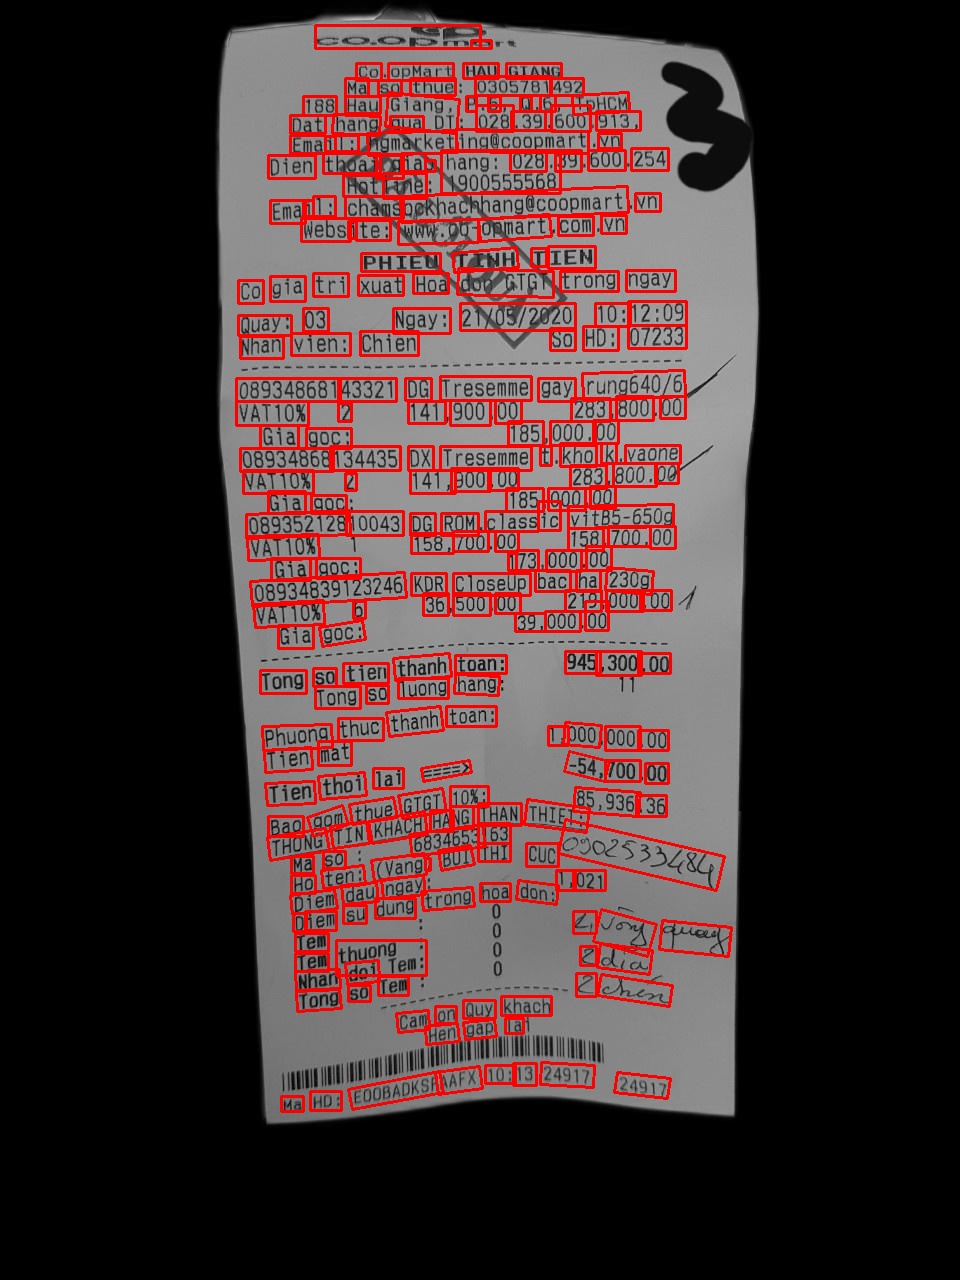 co.opmart
Co.opMart HAU GIANG
Ma so thue: 0305781492
188 Hau Giang, P.6, Q.6, TpHCM
Dat hang qua DT: 028.39.600.913,
Email: hgmarketing@coopmart.vn
Dien thoai giao hang: 028.39.600.254
Hotline: 1900555568
Email: chamsockhachhang@coopmart.vn
Website: www.co-opmart.com.vn
PHIEU TINH TIEN
Co gia tri xuat Hoa don GTGT trong ngay
Quay: 03 Ngay: 21/05/2020 10:12:09
Nhan vien: Chien So HD: 07233
08934868143321 DG Tresemme gay rung640/6
VAT10% 2 141,900.00 283,800.00
Gia goc: 185,000.00
08934868134435 DX Tresemme t.kho k.vaone
VAT10% 2 141,900.00 283,800.00
Gia goc: 185,000.00
08935212810043 DG ROM.classic vitB5-650g
VAT10% 1 158,700.00 158,700.00
Gia goc: 173,000.00
08934839123246 KDR CloseUp bac ha 230g
VAT10% 6 36,500.00 219,000.00
Gia goc: 39,000.00
Tong so tien thanh toan: 945,300.00
Tong so luong hang: 11
Phuong thuc thanh toan:
Tien mat 1,000,000.00
Tien thoi lai ====> -54,700.00
Bao gom thue GTGT 10%: 85,936.36
THONG TIN KHACH HANG THAN THIET:
Ma so : 683465363
0902533484
Ho ten: (Vang) BUI THI CUC
Diem dau ngay: 1,021
Diem su dung trong hoa don: 0
Tem : 0
2, vòng quay
Tem thuong 0
2 dĩa
Nhan doi Tem: 0
2 chén
Tong so Tem :
Cam on Quy khach
Hen gap lai
Ma HD: 10:13 24917 24917